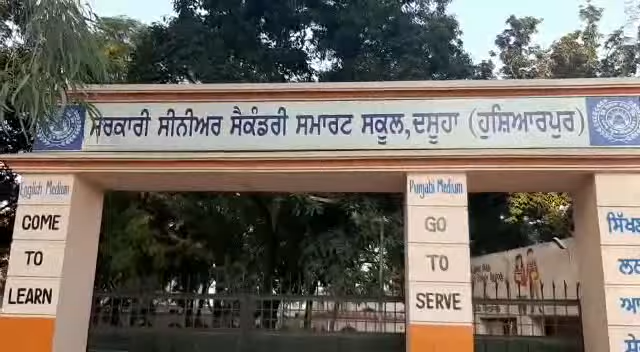 ਸਰਕਾਰੀ ਸੀਨੀਅਰ ਸੈਕੰਡਰੀ ਸਮਾਰਟ ਸਕੂਲ, ਦਸੂਹਾ (ਹੁਸ਼ਿਆਰਪੁਰ)
English Medium
COME
TO
LEARN
Punjabi Medium
GO
TO
SERVE